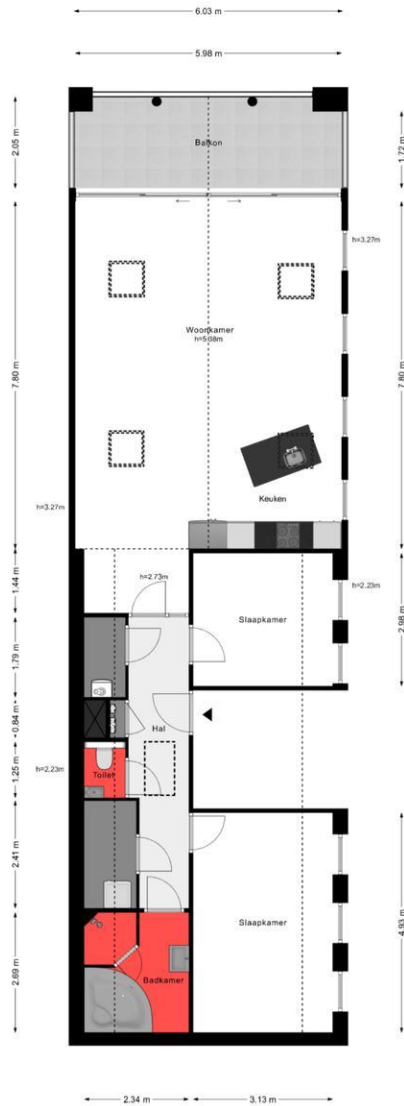 6.03 m
5.98 m
2.05 m
1.72 m
Balkon
h=3.27m
Woonkamer
h=5.08m
7.80 m
7.80 m
Keuken
h=3.27m
h=2.73m
h=2.23m
1.44 m
2.98 m
Slaapkamer
1.79 m
Hal
0.84 m
h=2.23m
Toilet
1.25 m
2.41 m
Slaapkamer
4.93 m
2.69 m
Badkamer
2.34 m
3.13 m